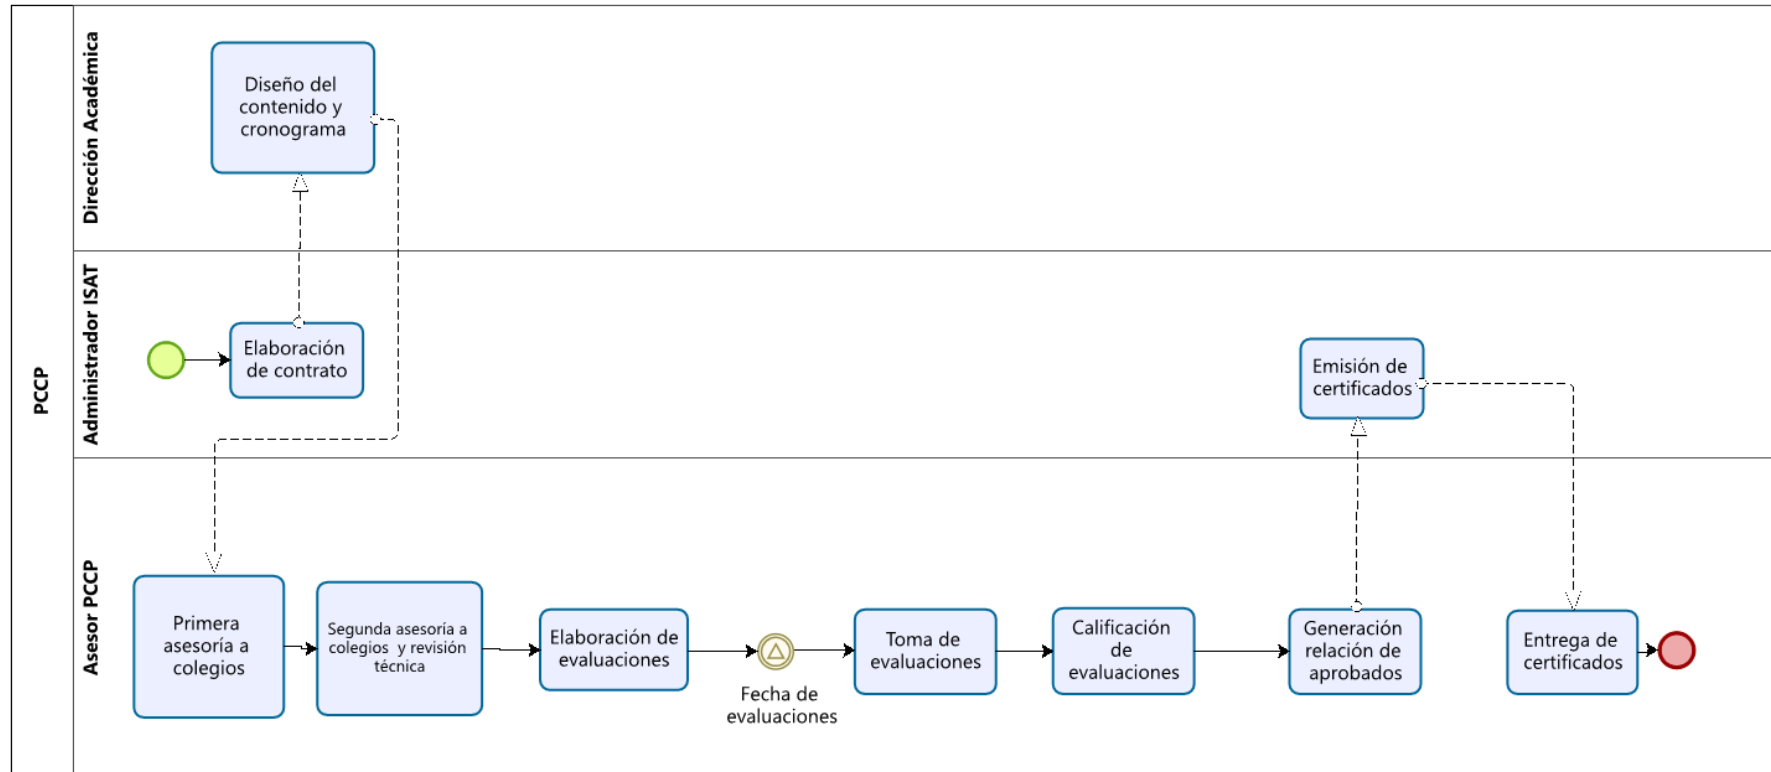 PCCP
Dirección Académica
Diseño del
contenido y
cronograma
Administrador ISAT
Elaboración
de contrato
Emisión de
certificados
Asesor PCCP
Primera
asesoría a
colegios
Segunda asesoría a
colegios y revisión
técnica
Elaboración de
evaluaciones
Fecha de
evaluaciones
Toma de
evaluaciones
Calificación
de
evaluaciones
Generación
relación de
aprobados
Entrega de
certificados